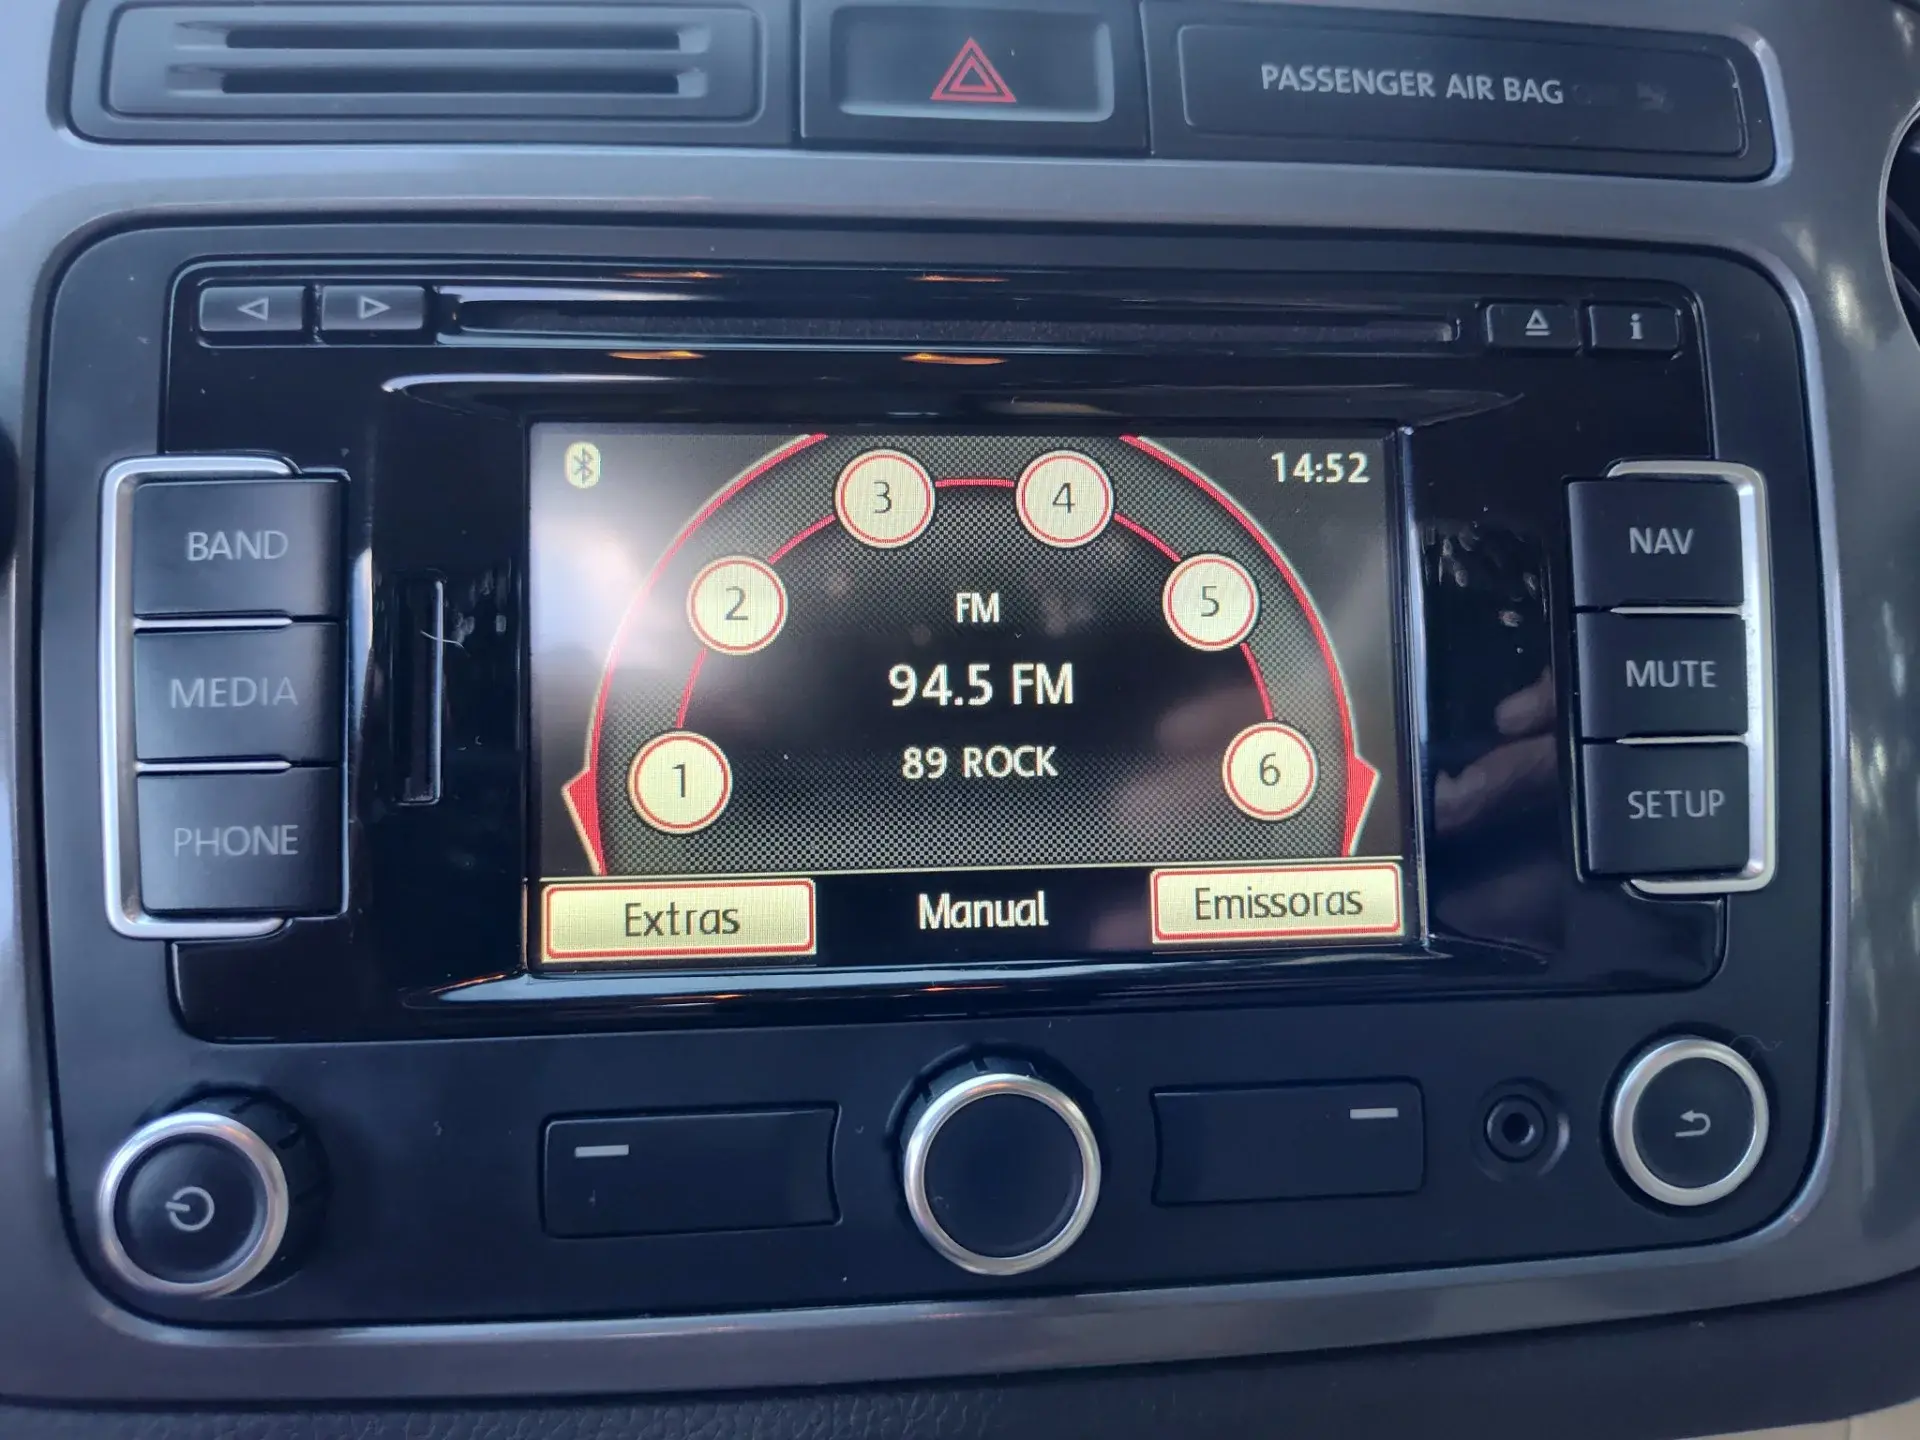 PASSENGER AIR BAG
i
BAND
MEDIA
PHONE
14:52
3
4
2
5
1
6
FM
94.5 FM
89 ROCK
Extras
Manual
Emissoras
NAV
MUTE
SETUP